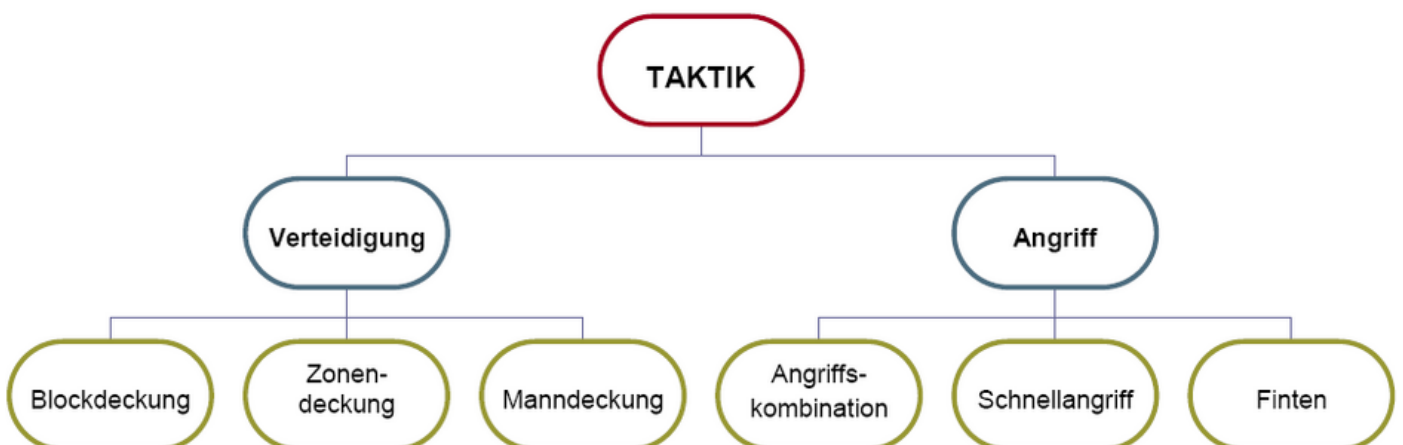 TAKTIK
Verteidigung
Angriff
Blockdeckung
Zonen-
deckung
Manndeckung
Angriffs-
kombination
Schnellangriff
Finten